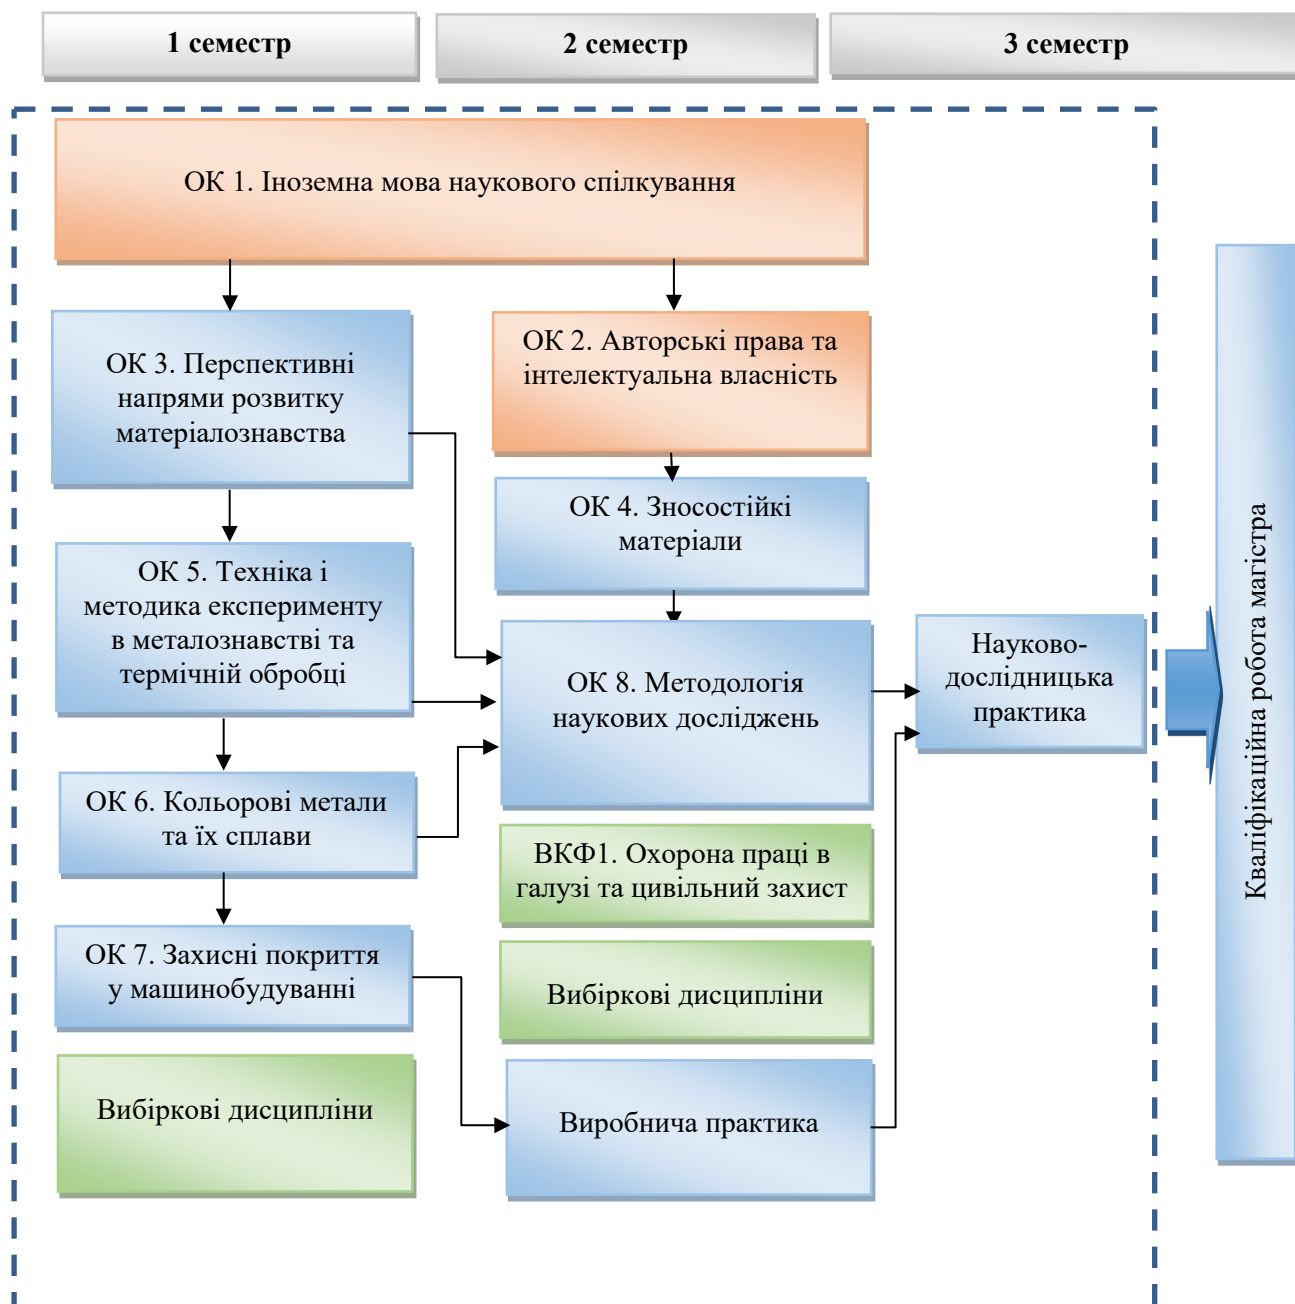 1 семестр
2 семестр
3 семестр
ОК 1. Іноземна мова наукового спілкування
ОК 3. Перспективні
напрями розвитку
матеріалознавства
ОК 2. Авторські права та
інтелектуальна власність
ОК 4. Зносостійкі
матеріали
ОК 5. Техніка і
методика експерименту
в металознавстві та
термічній обробці
ОК 8. Методологія
наукових досліджень
Науково-
дослідницька
практика
Кваліфікаційна робота магістра
ОК 6. Кольорові метали
та їх сплави
ВКФ1. Охорона праці в
галузі та цивільний захист
ОК 7. Захисні покриття
у машинобудуванні
Вибіркові дисципліни
Вибіркові дисципліни
Виробнича практика